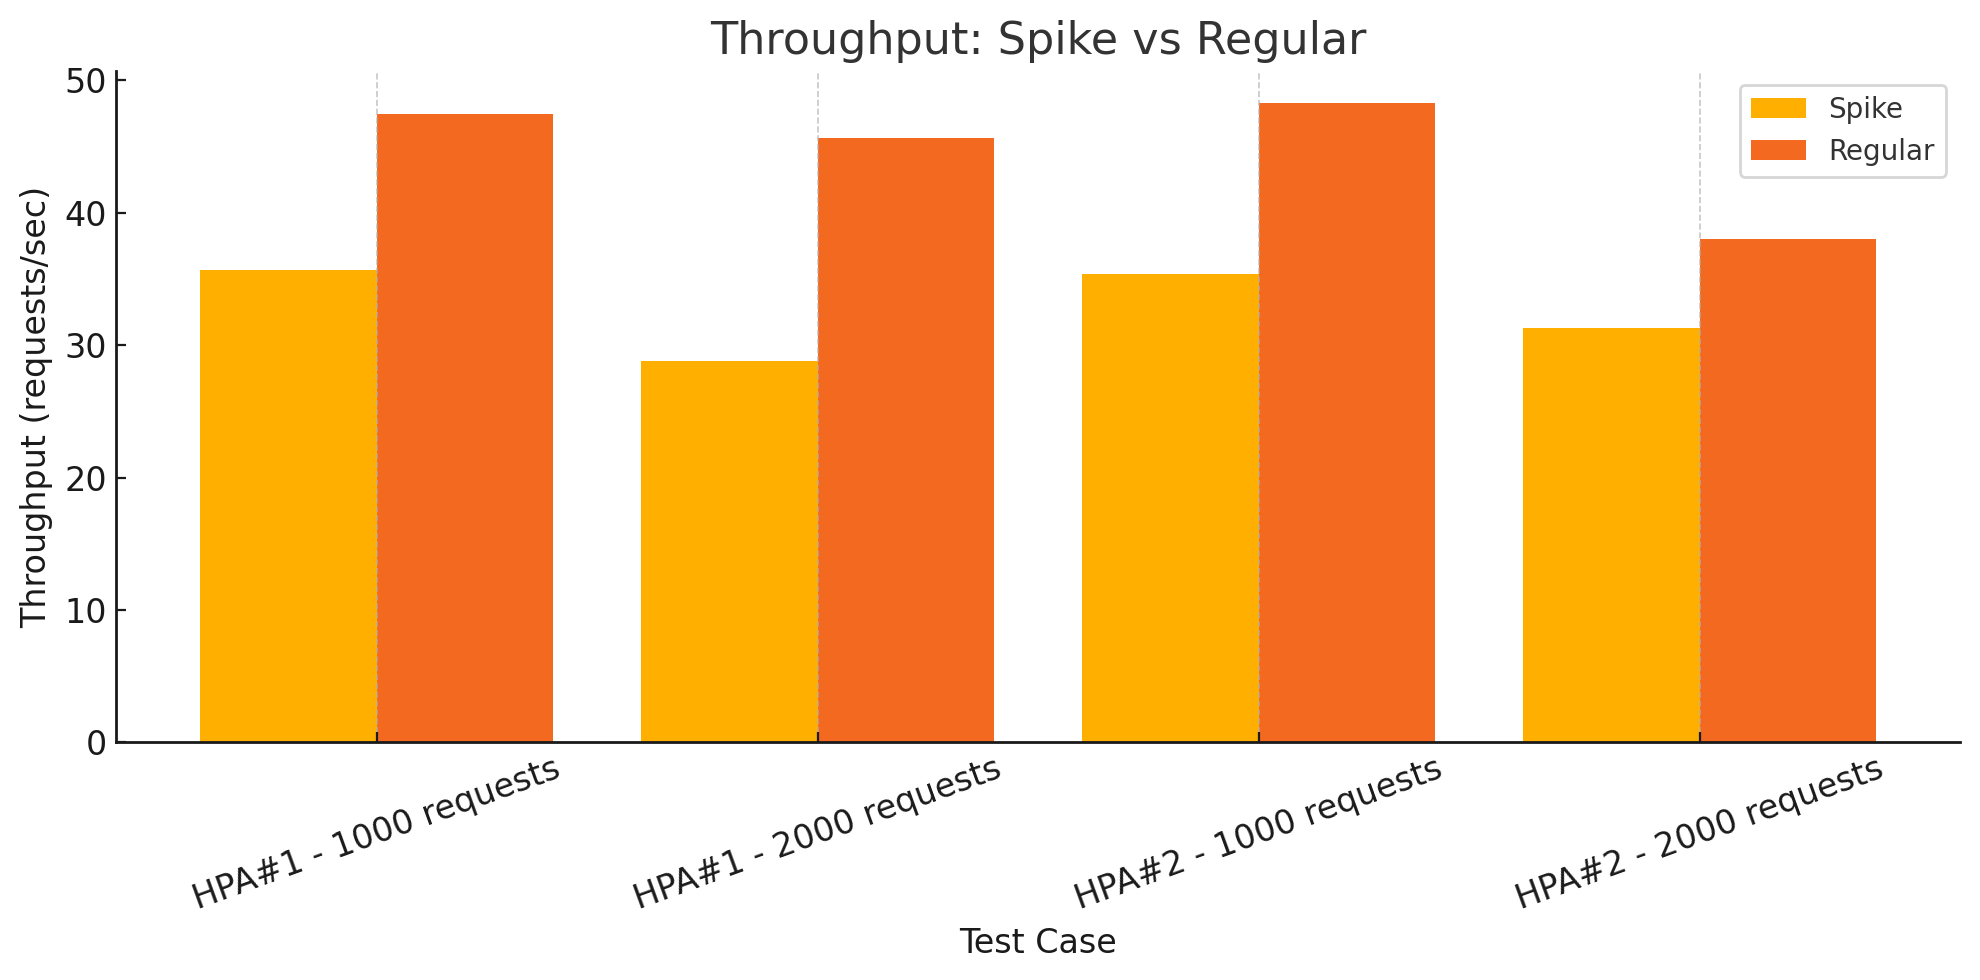 Throughput: Spike vs Regular
Spike
Regular
Throughput (requests/sec)
50
40
30
20
10
0
HPA#1 - 1000 requests
HPA#1 - 2000 requests
HPA#2 - 1000 requests
HPA#2 - 2000 requests
Test Case